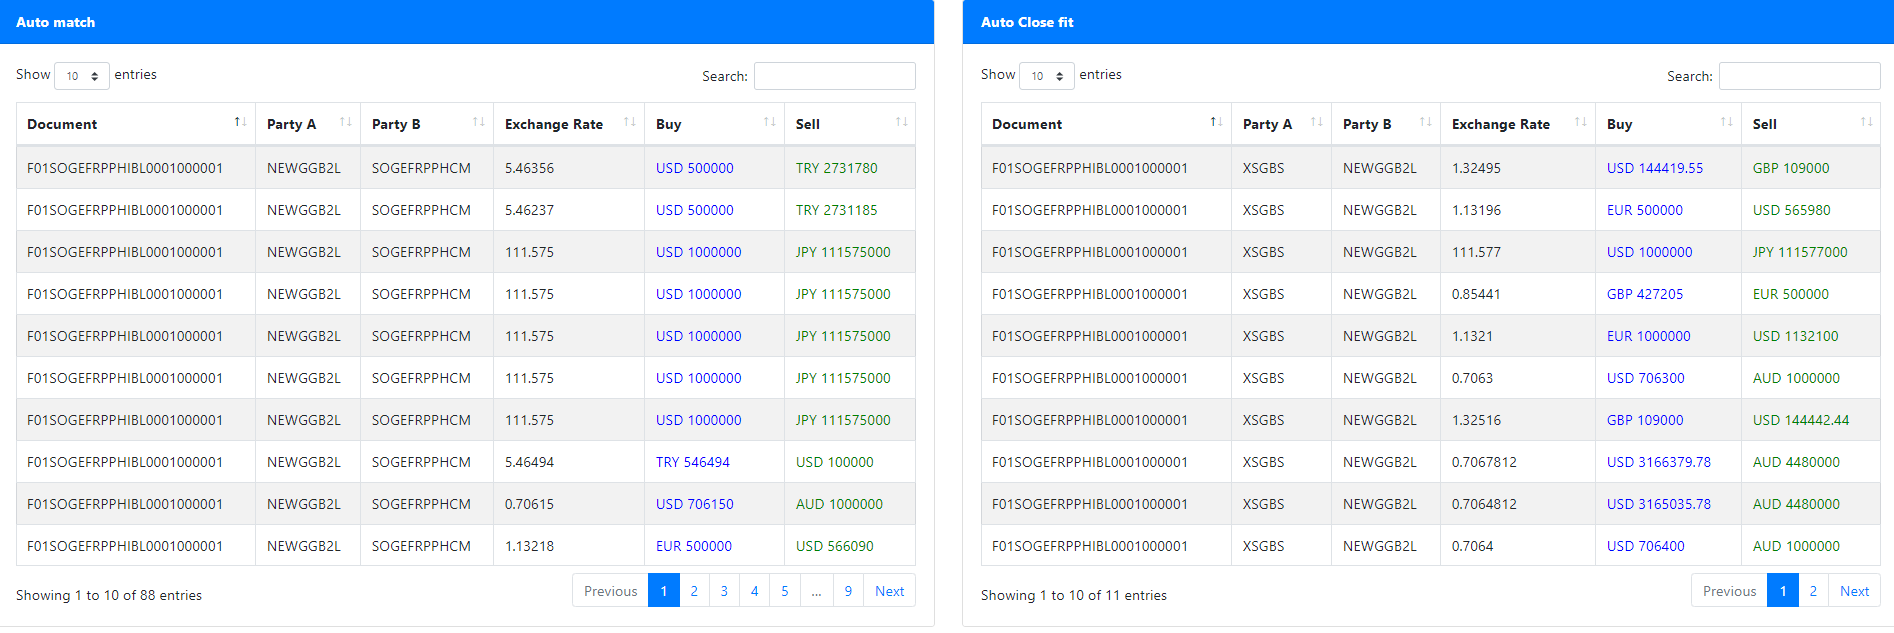 Auto match
Show 10 entries Search:
Document Party A Party B Exchange Rate Buy Sell
F01SOGEFRPPHIBL0001000001 NEWGGB2L SOGEFRPPHCM 5.46356 USD 500000 TRY 2731780
F01SOGEFRPPHIBL0001000001 NEWGGB2L SOGEFRPPHCM 5.46237 USD 500000 TRY 2731185
F01SOGEFRPPHIBL0001000001 NEWGGB2L SOGEFRPPHCM 111.575 USD 1000000 JPY 111575000
F01SOGEFRPPHIBL0001000001 NEWGGB2L SOGEFRPPHCM 111.575 USD 1000000 JPY 111575000
F01SOGEFRPPHIBL0001000001 NEWGGB2L SOGEFRPPHCM 111.575 USD 1000000 JPY 111575000
F01SOGEFRPPHIBL0001000001 NEWGGB2L SOGEFRPPHCM 111.575 USD 1000000 JPY 111575000
F01SOGEFRPPHIBL0001000001 NEWGGB2L SOGEFRPPHCM 111.575 USD 1000000 JPY 111575000
F01SOGEFRPPHIBL0001000001 NEWGGB2L SOGEFRPPHCM 5.46494 TRY 546494 USD 100000
F01SOGEFRPPHIBL0001000001 NEWGGB2L SOGEFRPPHCM 0.70615 USD 706150 AUD 1000000
F01SOGEFRPPHIBL0001000001 NEWGGB2L SOGEFRPPHCM 1.13218 EUR 500000 USD 566090
Showing 1 to 10 of 88 entries Previous 1 2 3 4 5 ... 9 Next
Auto Close fit
Show 10 entries Search:
Document Party A Party B Exchange Rate Buy Sell
F01SOGEFRPPHIBL0001000001 XSGBS NEWGGB2L 1.32495 USD 144419.55 GBP 109000
F01SOGEFRPPHIBL0001000001 XSGBS NEWGGB2L 1.13196 EUR 500000 USD 565980
F01SOGEFRPPHIBL0001000001 XSGBS NEWGGB2L 111.577 USD 1000000 JPY 111577000
F01SOGEFRPPHIBL0001000001 XSGBS NEWGGB2L 0.85441 GBP 427205 EUR 500000
F01SOGEFRPPHIBL0001000001 XSGBS NEWGGB2L 1.1321 EUR 1000000 USD 1132100
F01SOGEFRPPHIBL0001000001 XSGBS NEWGGB2L 0.7063 USD 706300 AUD 1000000
F01SOGEFRPPHIBL0001000001 XSGBS NEWGGB2L 1.32516 GBP 109000 USD 144442.44
F01SOGEFRPPHIBL0001000001 XSGBS NEWGGB2L 0.7067812 USD 3166379.78 AUD 4480000
F01SOGEFRPPHIBL0001000001 XSGBS NEWGGB2L 0.7064812 USD 3165035.78 AUD 4480000
F01SOGEFRPPHIBL0001000001 XSGBS NEWGGB2L 0.7064 USD 706400 AUD 1000000
Showing 1 to 10 of 11 entries Previous 1 2 Next